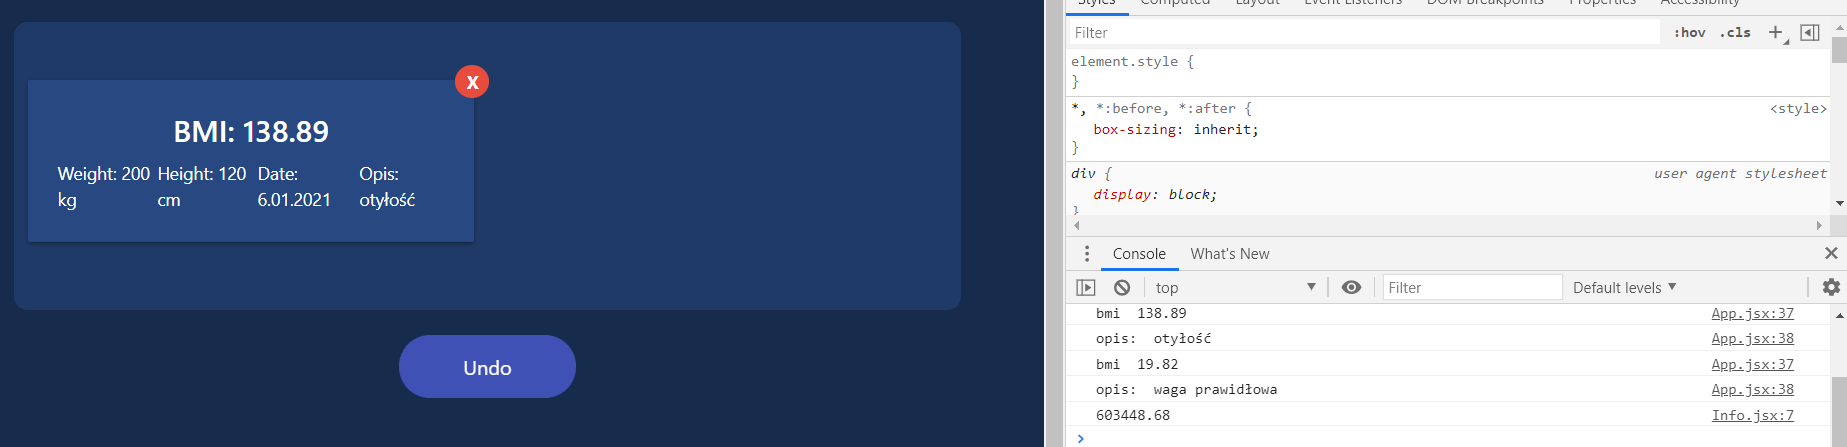 Styles Computed Layout Event Listeners DOM Breakpoints Properties Accessibility
Filter :hov .cls
element.style {
}
*, *:before, *:after { <style>
box-sizing: inherit;
}
div { user agent stylesheet
display: block;
}
X
BMI: 138.89
Weight: 200 kg
Height: 120 cm
Date: 6.01.2021
Opis: otyłość
Undo
Console What's New
top Filter Default levels
bmi 138.89 App.jsx:37
opis: otyłość App.jsx:38
bmi 19.82 App.jsx:37
opis: waga prawidłowa App.jsx:38
603448.68 Info.jsx:7